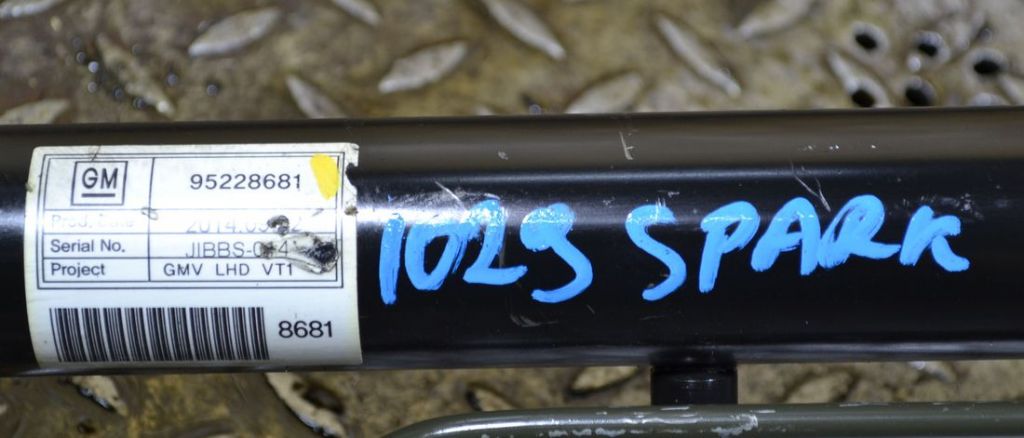 GM
95228681
Prod. Date
Serial No.
Project GMV LHD VT1
8681
1029 SPARK